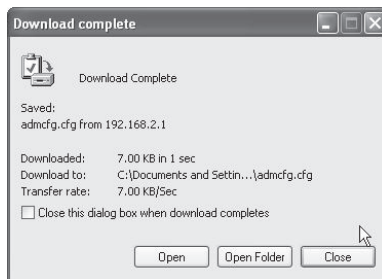 Download complete
Download Complete
Saved:
admcfg.cfg from 192.168.2.1
Downloaded: 7.00 KB in 1 sec
Download to: C:\Documents and Settin...\admcfg.cfg
Transfer rate: 7.00 KB/Sec
Close this dialog box when download completes
Open Open Folder Close